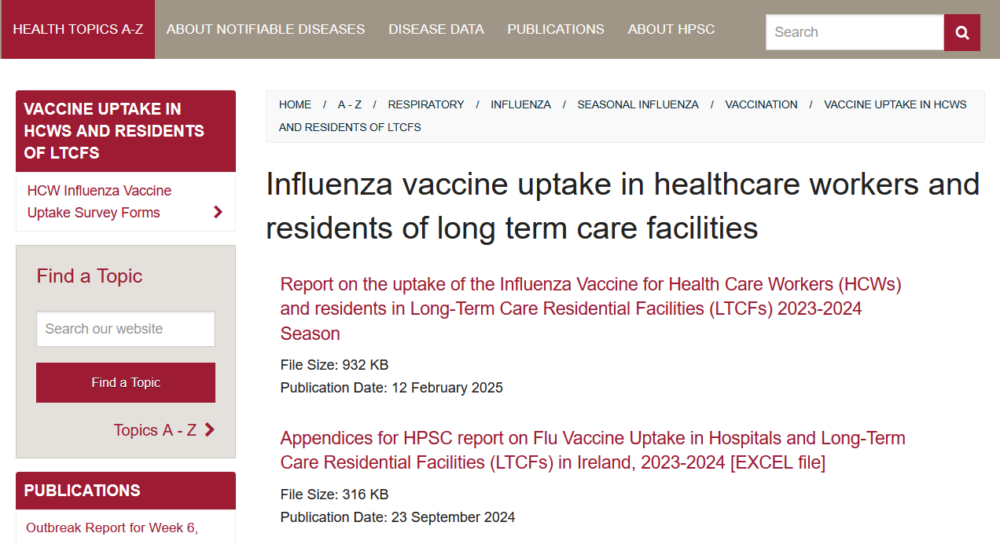 HEALTH TOPICS A-Z
ABOUT NOTIFIABLE DISEASES
DISEASE DATA
PUBLICATIONS
ABOUT HPSC
Search
VACCINE UPTAKE IN
HCWS AND RESIDENTS
OF LTCFS
HCW Influenza Vaccine
Uptake Survey Forms
Find a Topic
Search our website
Find a Topic
Topics A - Z
PUBLICATIONS
Outbreak Report for Week 6,
HOME / A - Z / RESPIRATORY / INFLUENZA / SEASONAL INFLUENZA / VACCINATION / VACCINE UPTAKE IN HCWS
AND RESIDENTS OF LTCFS
Influenza vaccine uptake in healthcare workers and
residents of long term care facilities
Report on the uptake of the Influenza Vaccine for Health Care Workers (HCWs)
and residents in Long-Term Care Residential Facilities (LTCFs) 2023-2024
Season
File Size: 932 KB
Publication Date: 12 February 2025
Appendices for HPSC report on Flu Vaccine Uptake in Hospitals and Long-Term
Care Residential Facilities (LTCFs) in Ireland, 2023-2024 [EXCEL file]
File Size: 316 KB
Publication Date: 23 September 2024